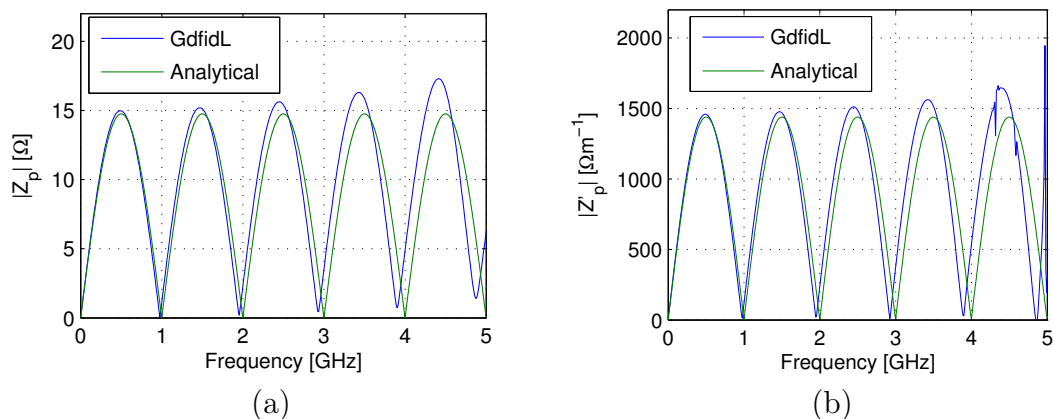 GdfidL
Analytical
20
15
10
5
0
|Z_p| [Ω]
0 1 2 3 4 5
Frequency [GHz]
(a)
GdfidL
Analytical
2000
1500
1000
500
0
|Z'_p| [Ωm⁻¹]
0 1 2 3 4 5
Frequency [GHz]
(b)